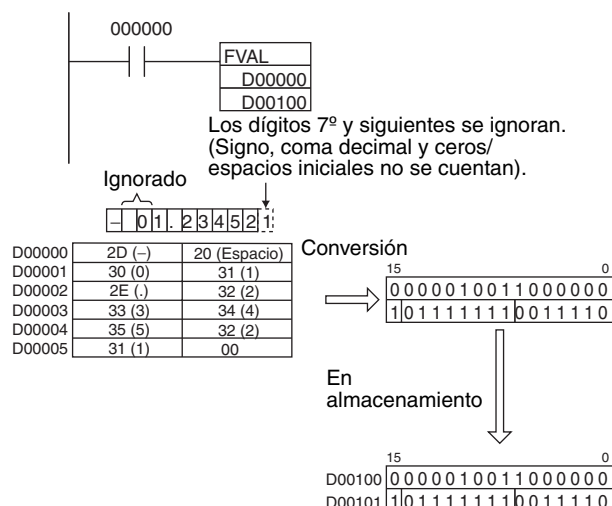 000000
FVAL
D00000
D00100
Los dígitos 7º y siguientes se ignoran.
(Signo, coma decimal y ceros/
espacios iniciales no se cuentan).
Ignorado
– 0 1 . 2 3 4 5 2 1
D00000 2D (–) 20 (Espacio)
D00001 30 (0) 31 (1)
D00002 2E (.) 32 (2)
D00003 33 (3) 34 (4)
D00004 35 (5) 32 (2)
D00005 31 (1) 00
Conversión
15 0
0 0 0 0 0 1 0 0 1 1 0 0 0 0 0 0
1 0 1 1 1 1 1 1 1 0 0 1 1 1 1 0
En
almacenamiento
15 0
D00100 0 0 0 0 0 1 0 0 1 1 0 0 0 0 0 0
D00101 1 0 1 1 1 1 1 1 1 0 0 1 1 1 1 0